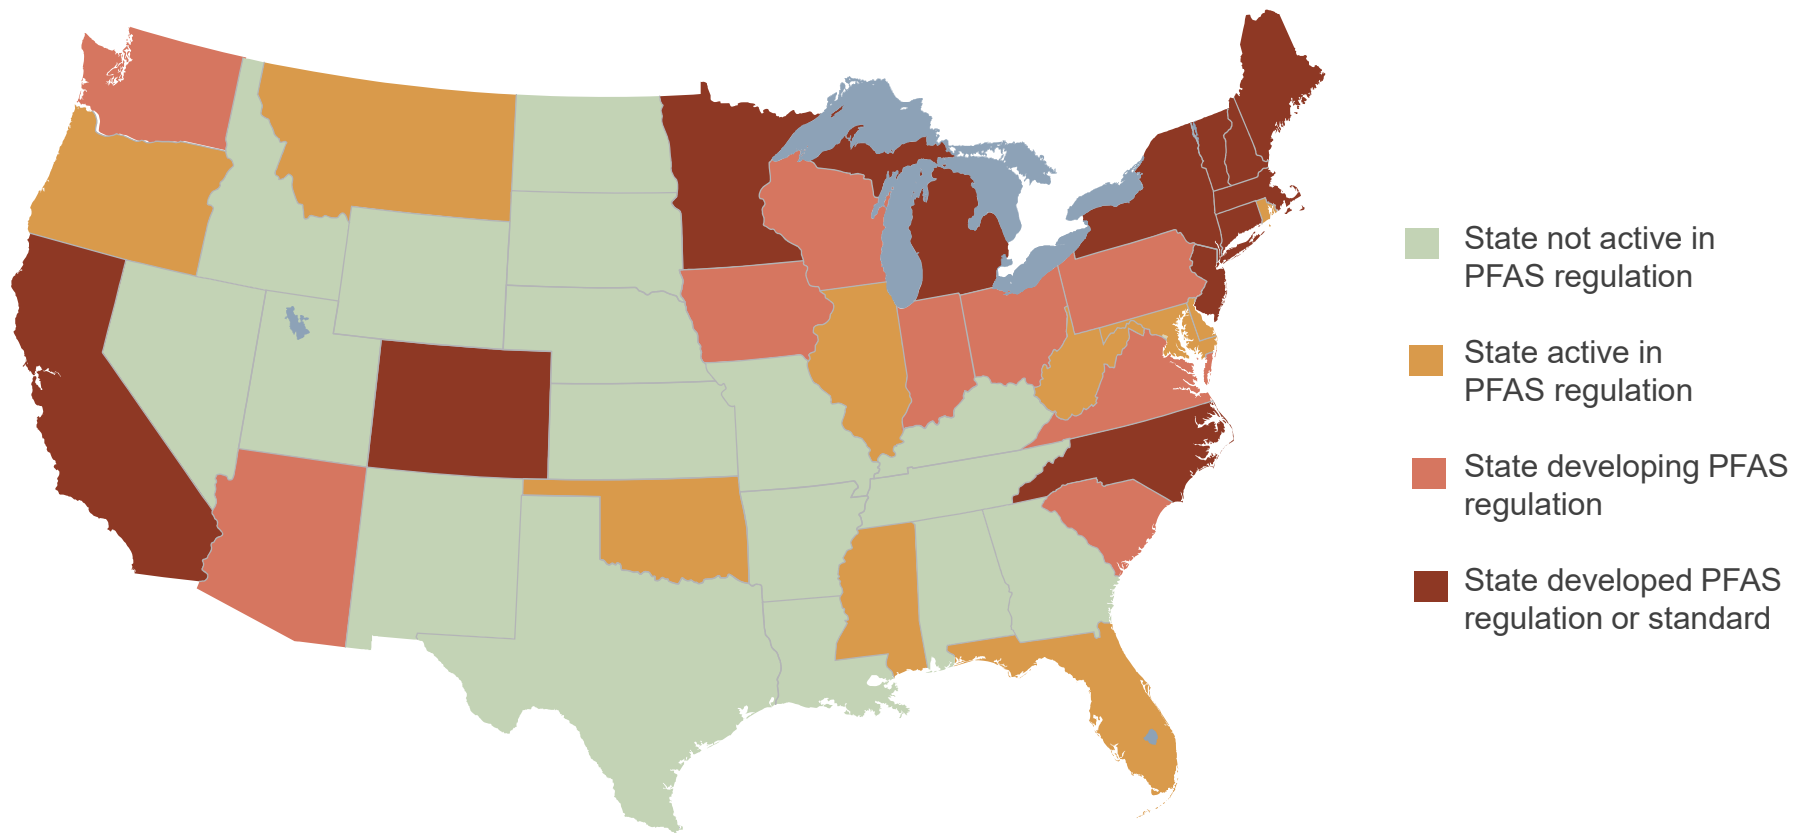 State not active in
PFAS regulation
State active in
PFAS regulation
State developing PFAS
regulation
State developed PFAS
regulation or standard